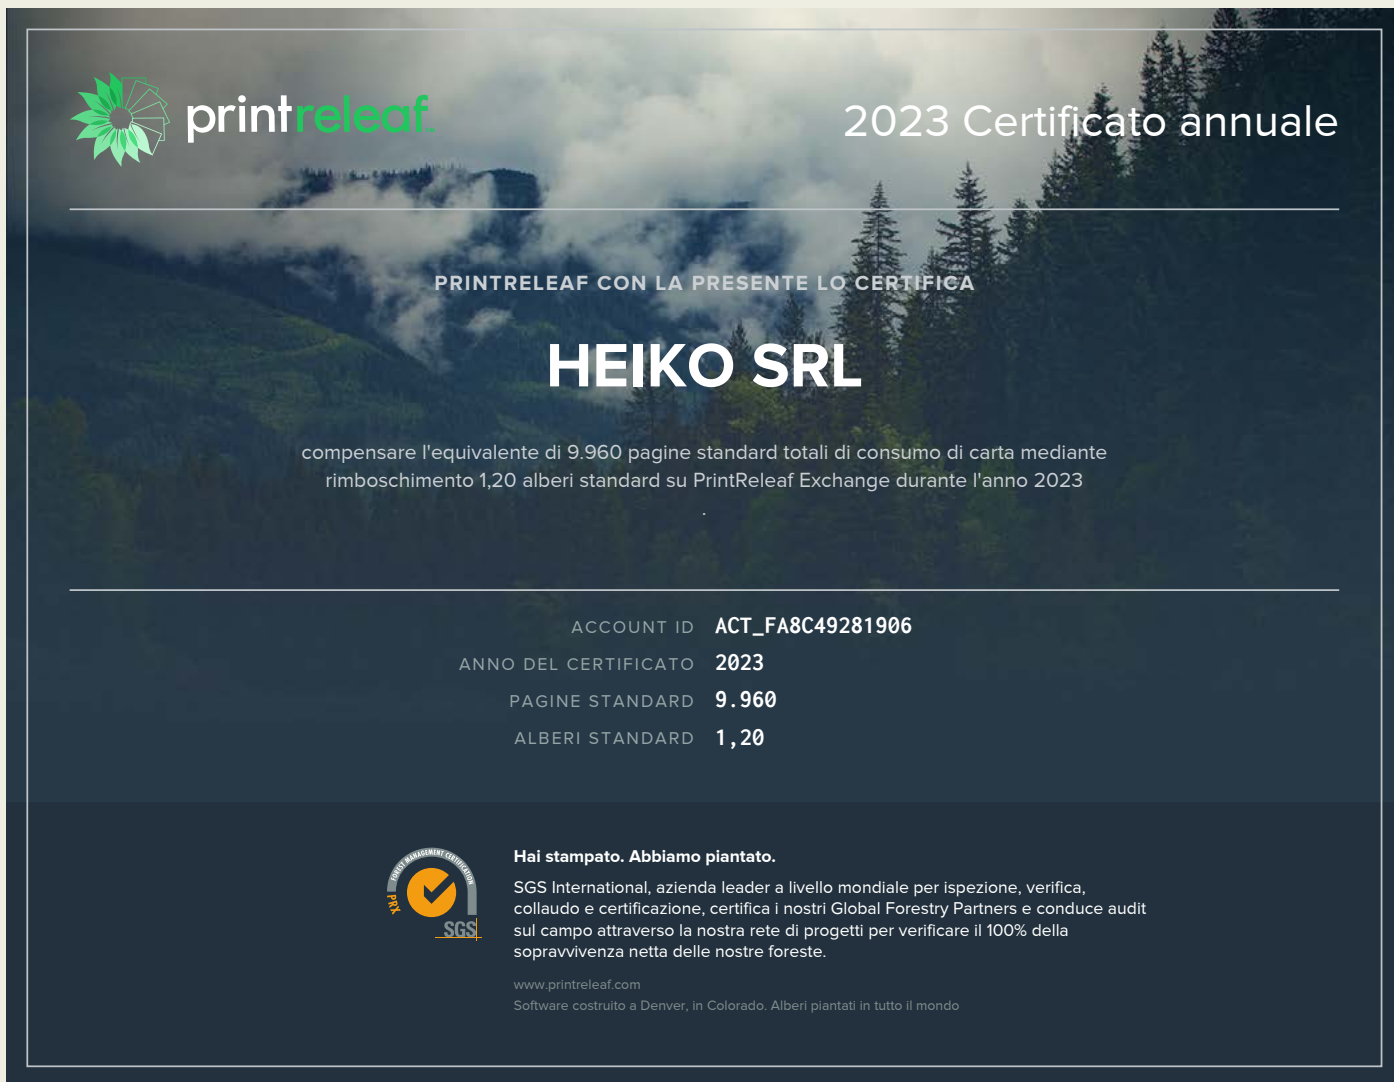 printreleaf
2023 Certificato annuale
PRINTRELEAF CON LA PRESENTE LO CERTIFICA
HEIKO SRL
compensare l'equivalente di 9.960 pagine standard totali di consumo di carta mediante
rimboschimento 1,20 alberi standard su PrintReleaf Exchange durante l'anno 2023
.
ACCOUNT ID ACT_FA8C49281906
ANNO DEL CERTIFICATO 2023
PAGINE STANDARD 9.960
ALBERI STANDARD 1,20
FOREST MANAGEMENT CERTIFICATION
PRX
SGS
Hai stampato. Abbiamo piantato.
SGS International, azienda leader a livello mondiale per ispezione, verifica,
collaudo e certificazione, certifica i nostri Global Forestry Partners e conduce audit
sul campo attraverso la nostra rete di progetti per verificare il 100% della
sopravvivenza netta delle nostre foreste.
www.printreleaf.com
Software costruito a Denver, in Colorado. Alberi piantati in tutto il mondo